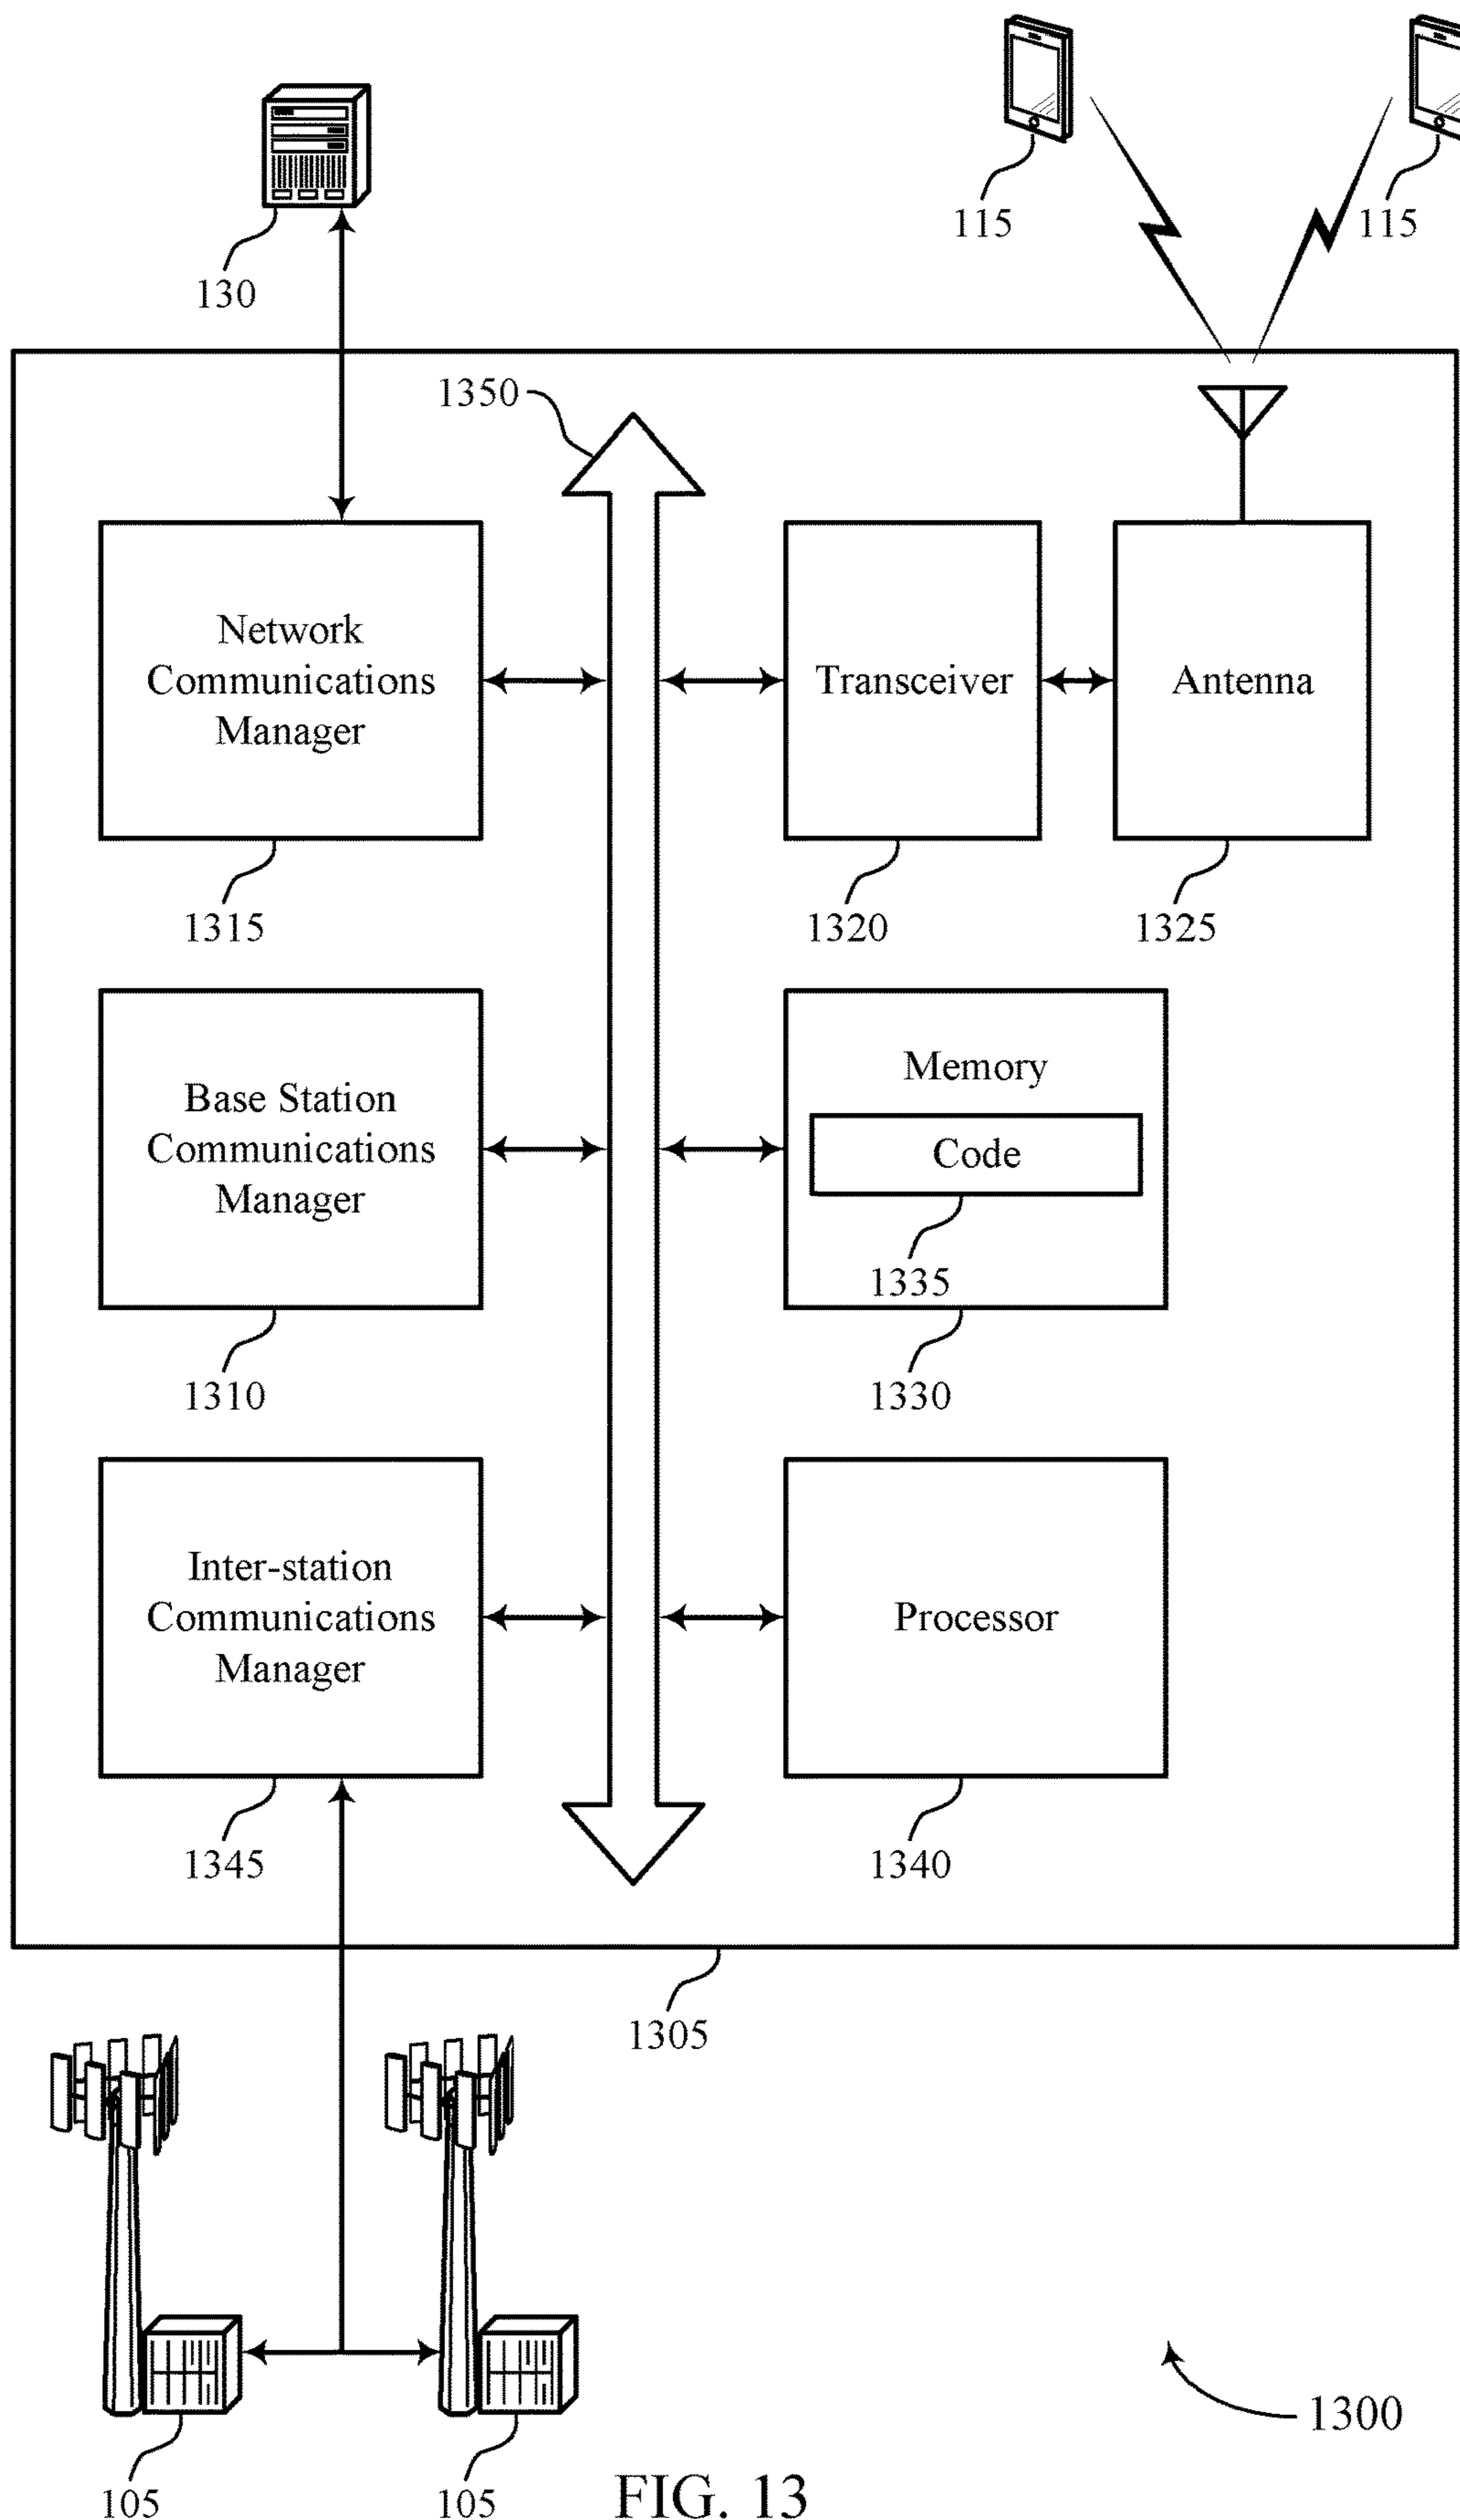 115
115
130
1350
Network
Communications
Manager
Transceiver
Antenna
1315
1320
1325
Base Station
Communications
Manager
Memory
Code
1335
1310
1330
Inter-station
Communications
Manager
Processor
1345
1340
1305
1300
105
105
FIG. 13